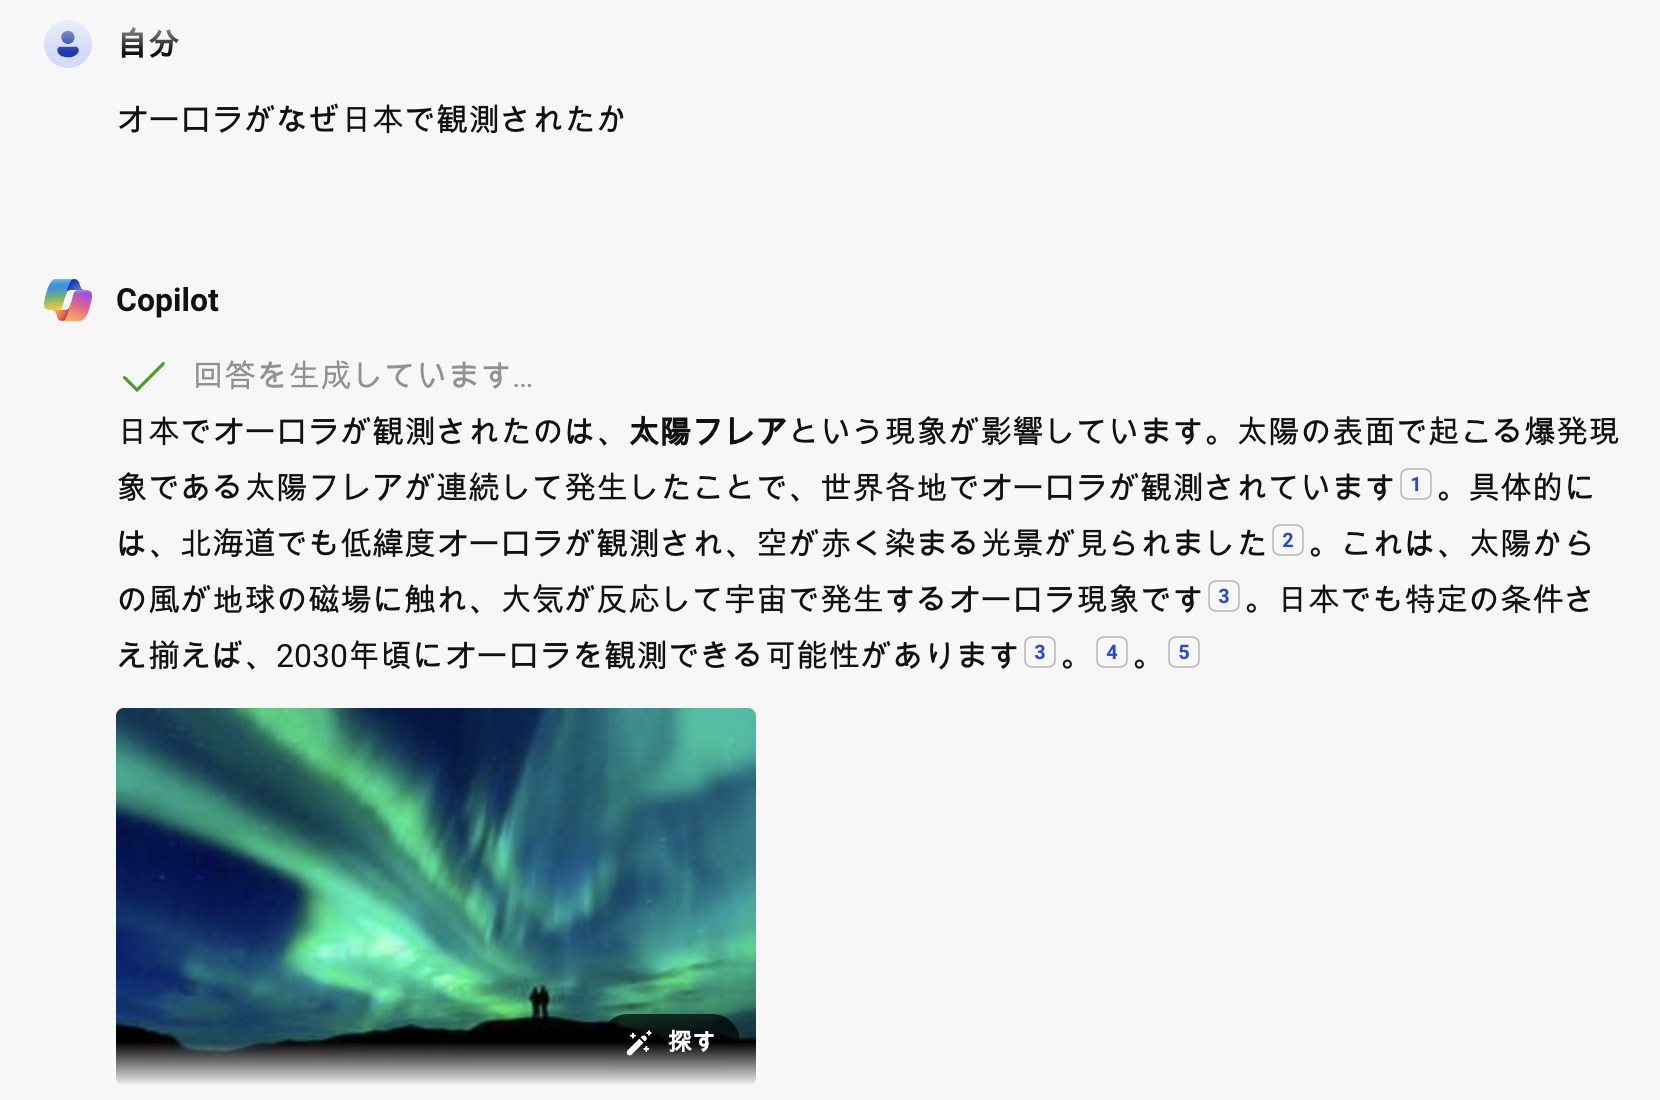 自分
オーロラがなぜ日本で観測されたか
Copilot
回答を生成しています...
日本でオーロラが観測されたのは、太陽フレアという現象が影響しています。太陽の表面で起こる爆発現
象である太陽フレアが連続して発生したことで、世界各地でオーロラが観測されています1。具体的に
は、北海道でも低緯度オーロラが観測され、空が赤く染まる光景が見られました2。これは、太陽から
の風が地球の磁場に触れ、大気が反応して宇宙で発生するオーロラ現象です3。日本でも特定の条件さ
え揃えば、2030年頃にオーロラを観測できる可能性があります3。4。5
探す